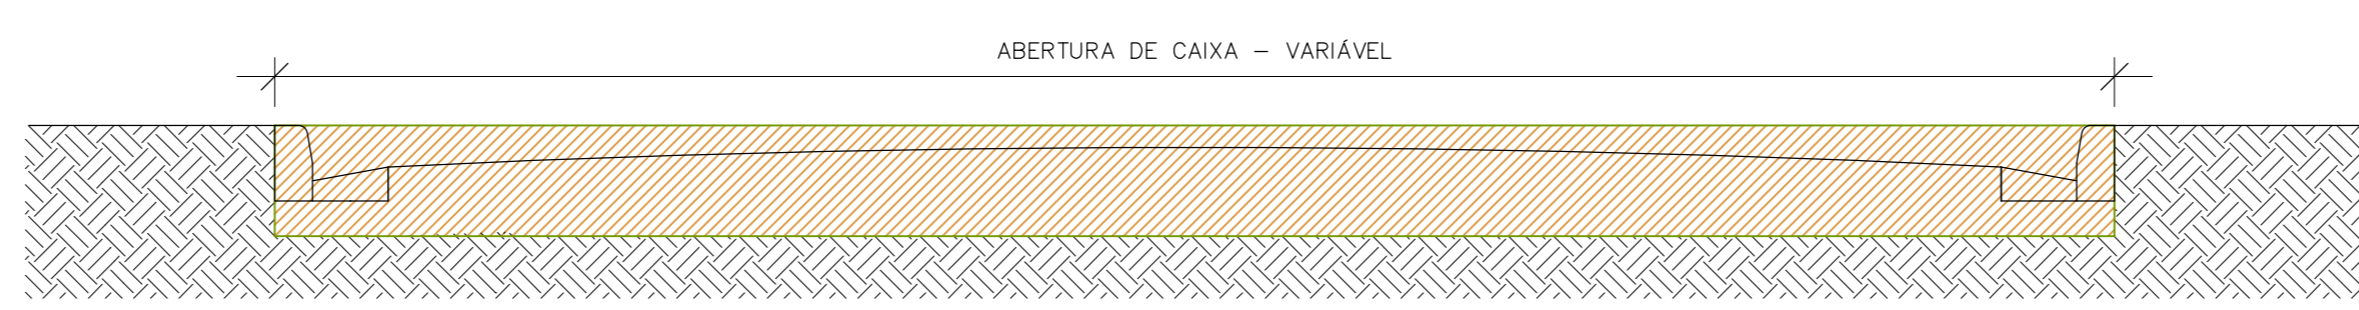 ABERTURA DE CAIXA – VARIÁVEL